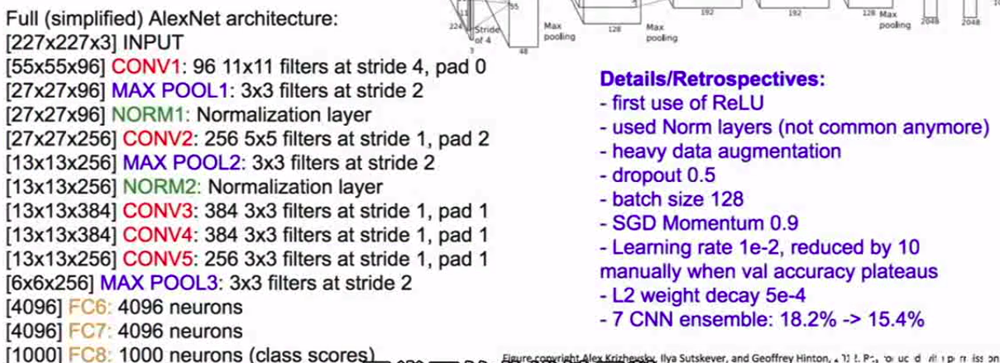 Full (simplified) AlexNet architecture:
[227x227x3] INPUT
[55x55x96] CONV1: 96 11x11 filters at stride 4, pad 0
[27x27x96] MAX POOL1: 3x3 filters at stride 2
[27x27x96] NORM1: Normalization layer
[27x27x256] CONV2: 256 5x5 filters at stride 1, pad 2
[13x13x256] MAX POOL2: 3x3 filters at stride 2
[13x13x256] NORM2: Normalization layer
[13x13x384] CONV3: 384 3x3 filters at stride 1, pad 1
[13x13x384] CONV4: 384 3x3 filters at stride 1, pad 1
[13x13x256] CONV5: 256 3x3 filters at stride 1, pad 1
[6x6x256] MAX POOL3: 3x3 filters at stride 2
[4096] FC6: 4096 neurons
[4096] FC7: 4096 neurons
[1000] FC8: 1000 neurons (class scores)
55
11
224
Stride
of 4
3
48
Max
pooling
128
Max
pooling
192
192
128
Max
pooling
2048
2048
Details/Retrospectives:
- first use of ReLU
- used Norm layers (not common anymore)
- heavy data augmentation
- dropout 0.5
- batch size 128
- SGD Momentum 0.9
- Learning rate 1e-2, reduced by 10
manually when val accuracy plateaus
- L2 weight decay 5e-4
- 7 CNN ensemble: 18.2% -> 15.4%
Figure copyright Alex Krizhevsky, Ilya Sutskever, and Geoffrey Hinton,